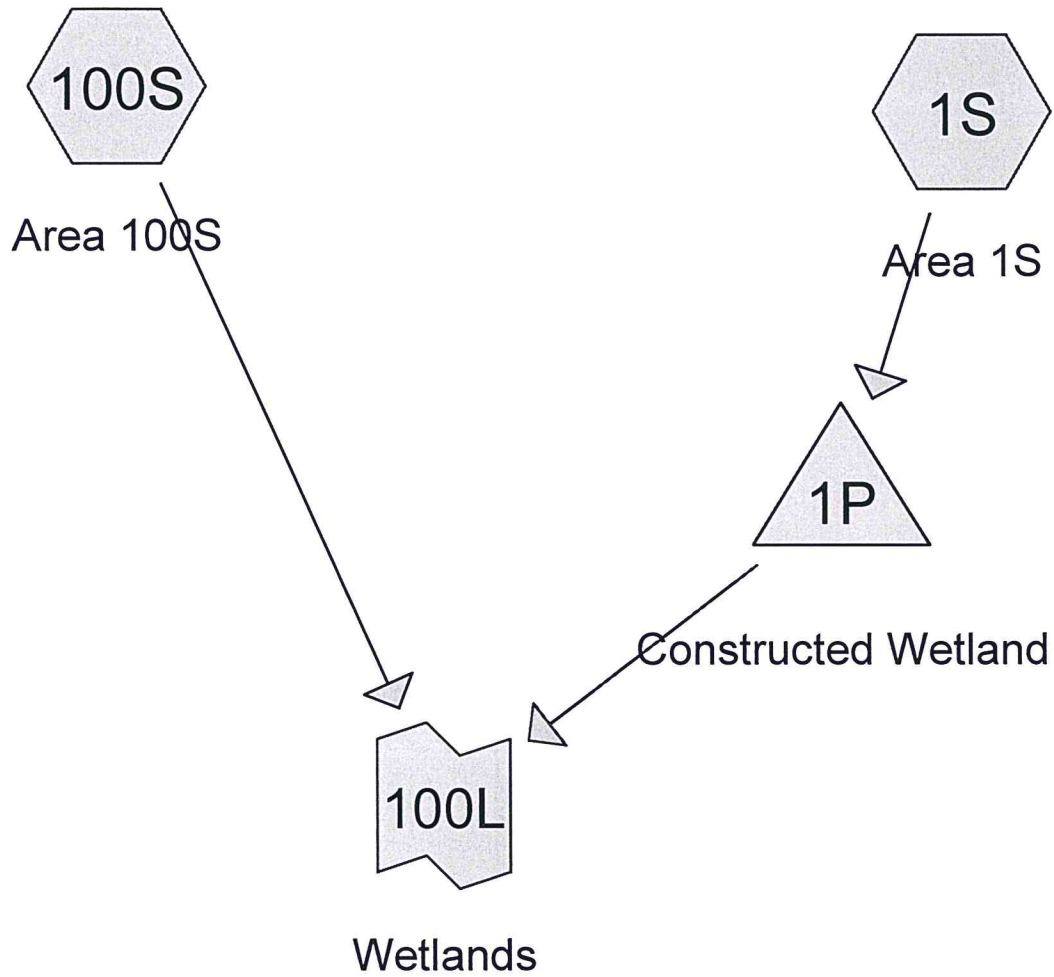 100S
Area 100S
1S
Area 1S
1P
Constructed Wetland
100L
Wetlands